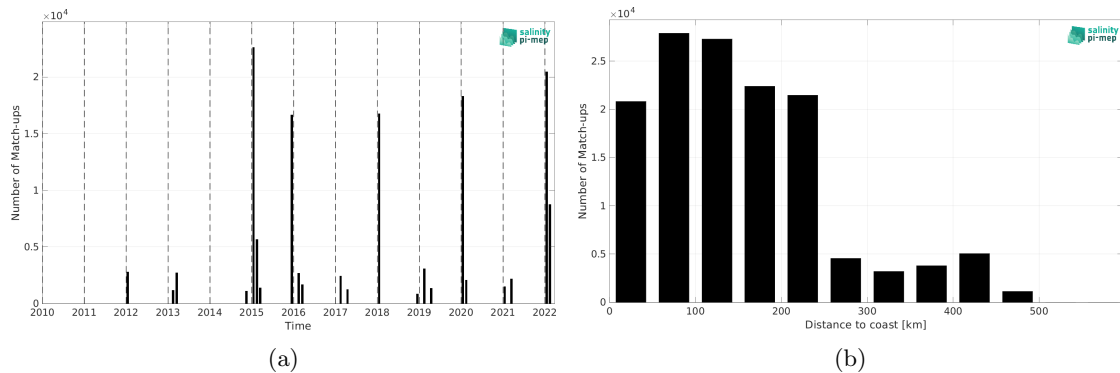 ×10⁴
salinity
pi-mep
2
1.5
1
0.5
0
Number of Match-ups
2010 2011 2012 2013 2014 2015 2016 2017 2018 2019 2020 2021 2022
Time
(a)
×10⁴
salinity
pi-mep
2.5
2
1.5
1
0.5
0
Number of Match-ups
0 100 200 300 400 500
Distance to coast [km]
(b)